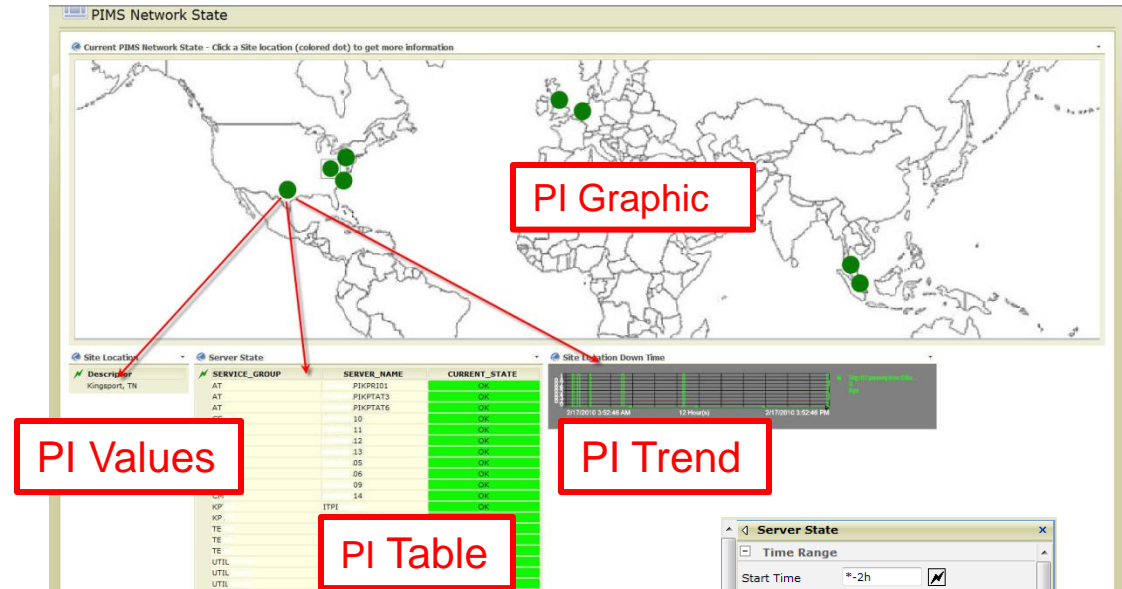 PIMS Network State
Current PIMS Network State - Click a Site location (colored dot) to get more information
PI Graphic
Site Location
Descriptor
Kingsport, TN
PI Values
Server State
SERVICE_GROUP SERVER_NAME CURRENT_STATE
AT .PIKPRI01 OK
AT .PIKPTAT3 OK
AT .PIKPTAT6 OK
10 OK
11 OK
.12 OK
.13 OK
.05 OK
.06 OK
09 OK
14 OK
KP ITPI OK
KP
TE
TE
TE
UTIL
UTIL
UTIL
PI Table
Site Location Down Time
2/17/2010 3:52:46 AM 12 Hour(s) 2/17/2010 3:52:46 PM
PI Trend
Server State x
Time Range
Start Time *-2h